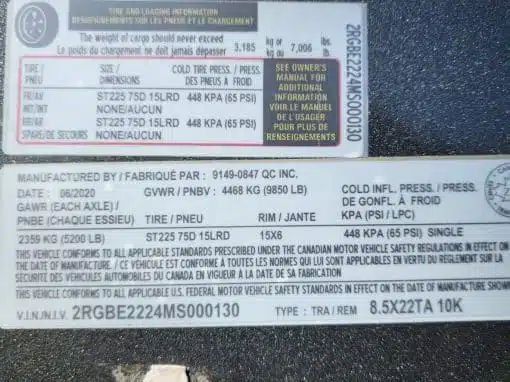 TIRE AND LOADING INFORMATION
RENSEIGNEMENTS SUR LES PNEUS ET LE CHARGEMENT
The weight of cargo should never exceed
Le poids du chargement ne doit jamais dépasser 3,185 kg or ou kg 7,006 lbs. ou lb.
TIRE / PNEU SIZE / DIMENSIONS COLD TIRE PRESS. / PRESS. DES PNEUS À FROID
FR/AV ST225 75D 15LRD 448 KPA (65 PSI)
INT/INT NONE/AUCUN
RR/AR ST225 75D 15LRD 448 KPA (65 PSI)
SPARE/DE SECOURS NONE/AUCUN
SEE OWNER'S
MANUAL FOR
ADDITIONAL
INFORMATION
VOIR LE MANUEL
DE L'USAGER
POUR PLUS DE
RENSEIGNEMENTS
2RGBE2224MS000130
MANUFACTURED BY / FABRIQUÉ PAR : 9149-0847 QC INC.
DATE : 06/2020 GVWR / PNBV : 4468 KG (9850 LB) COLD INFL. PRESS. / PRESS.
GAWR (EACH AXLE) / DE GONFL. À FROID
PNBE (CHAQUE ESSIEU) TIRE / PNEU RIM / JANTE KPA (PSI / LPC)
2359 KG (5200 LB) ST225 75D 15LRD 15X6 448 KPA (65 PSI) SINGLE
THIS VEHICLE CONFORMS TO ALL APPLICABLE STANDARDS PRESCRIBED UNDER THE CANADIAN MOTOR VEHICLE SAFETY REGULATIONS IN EFFECT ON
THE DATE OF MANUFACTURE. / CE VÉHICULE EST CONFORME À TOUTES LES NORMES QUI LUI SONT APPLICABLES EN VERTU DU RÈGLEMENT SUR LA
SÉCURITÉ DES VÉHICULES AUTOMOBILES DU CANADA EN VIGUEUR À LA DATE DE SA FABRICATION
THIS VEHICLE CONFORMS TO ALL APPLICABLE U.S. FEDERAL MOTOR VEHICLE SAFETY STANDARDS IN EFFECT ON THE DATE OF MANUFACTURE SHOWN
V.I.N./N.I.V. 2RGBE2224MS000130 TYPE : TRA / REM 8.5X22TA 10K